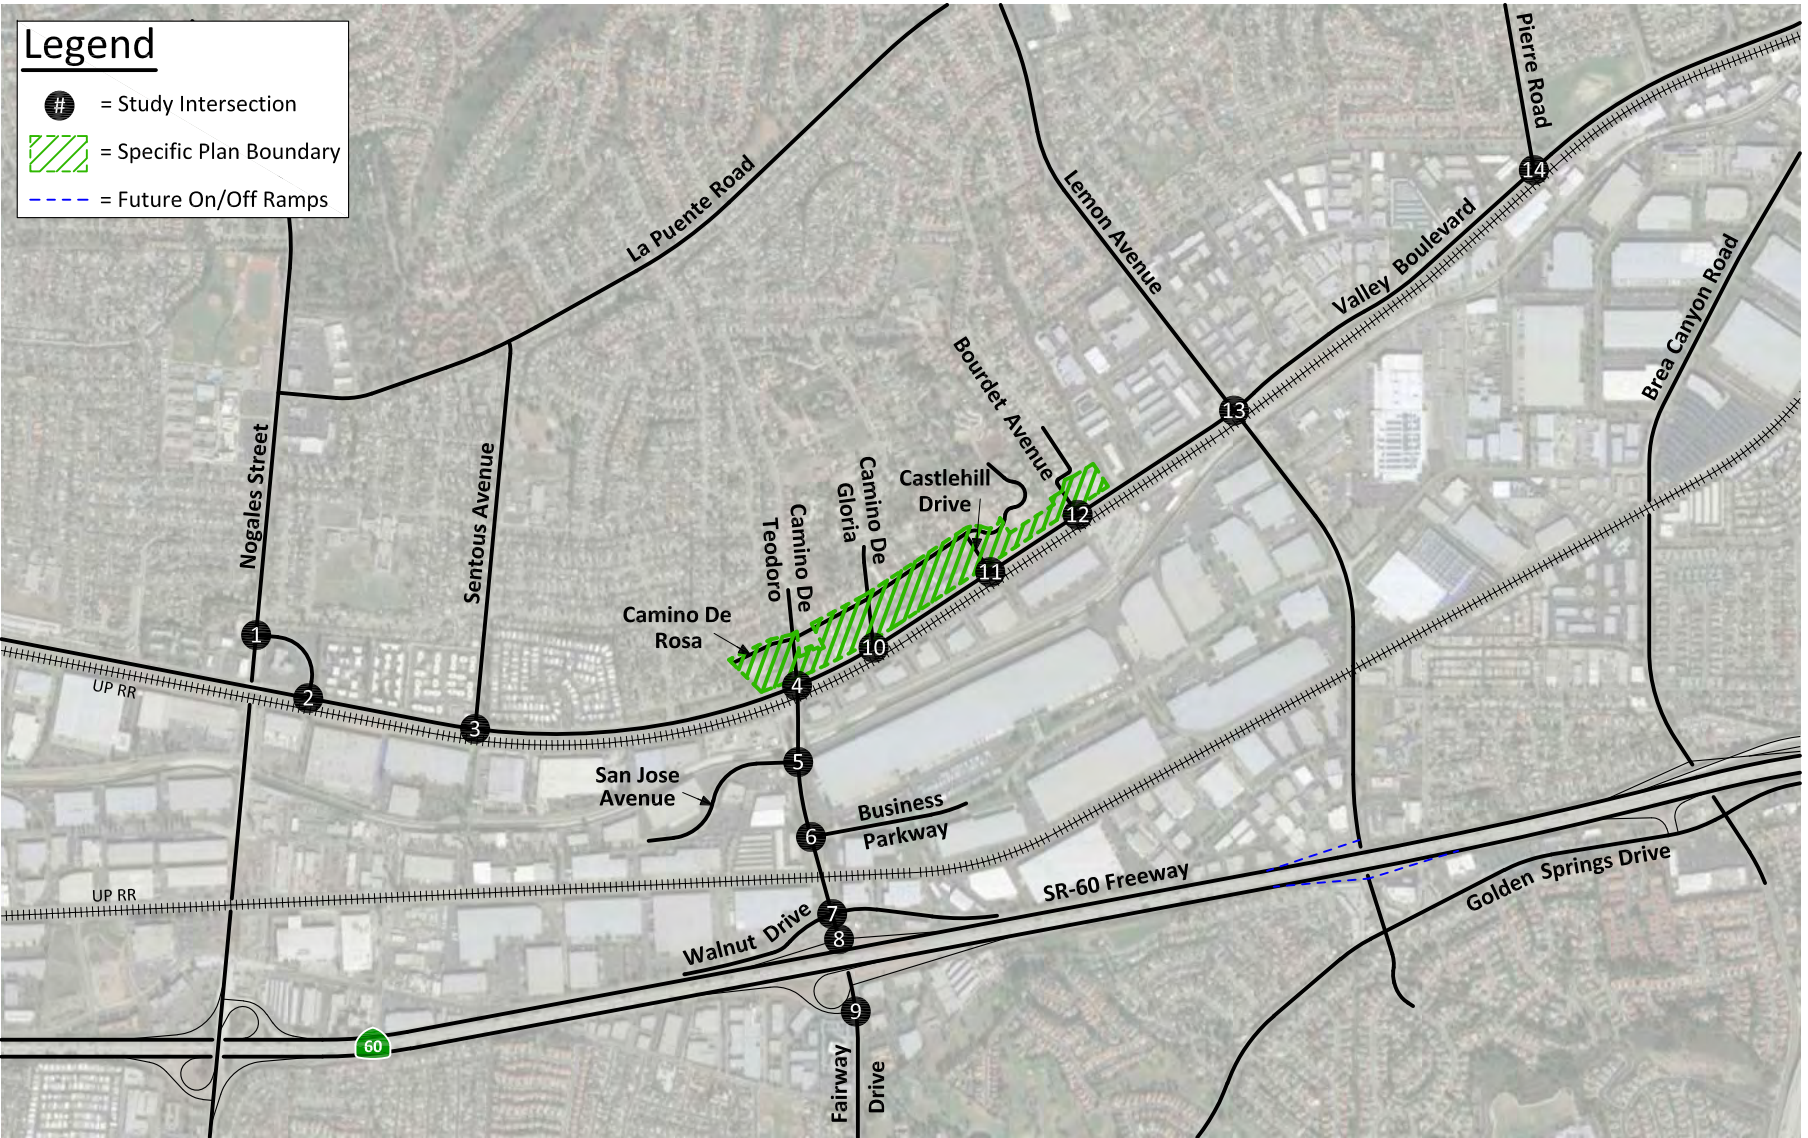 Legend
# = Study Intersection
= Specific Plan Boundary
= Future On/Off Ramps
Pierre Road
14
La Puente Road
Lemon Avenue
Valley Boulevard
Brea Canyon Road
13
Bourdet Avenue
Nogales Street
Sentous Avenue
Castlehill
Drive
Camino De
Gloria
Camino De
Teodoro
12
11
Camino De
Rosa
10
1
2
3
4
UP RR
5
San Jose
Avenue
Business
Parkway
6
UP RR
SR-60 Freeway
Golden Springs Drive
7
8
Walnut Drive
9
60
Fairway
Drive